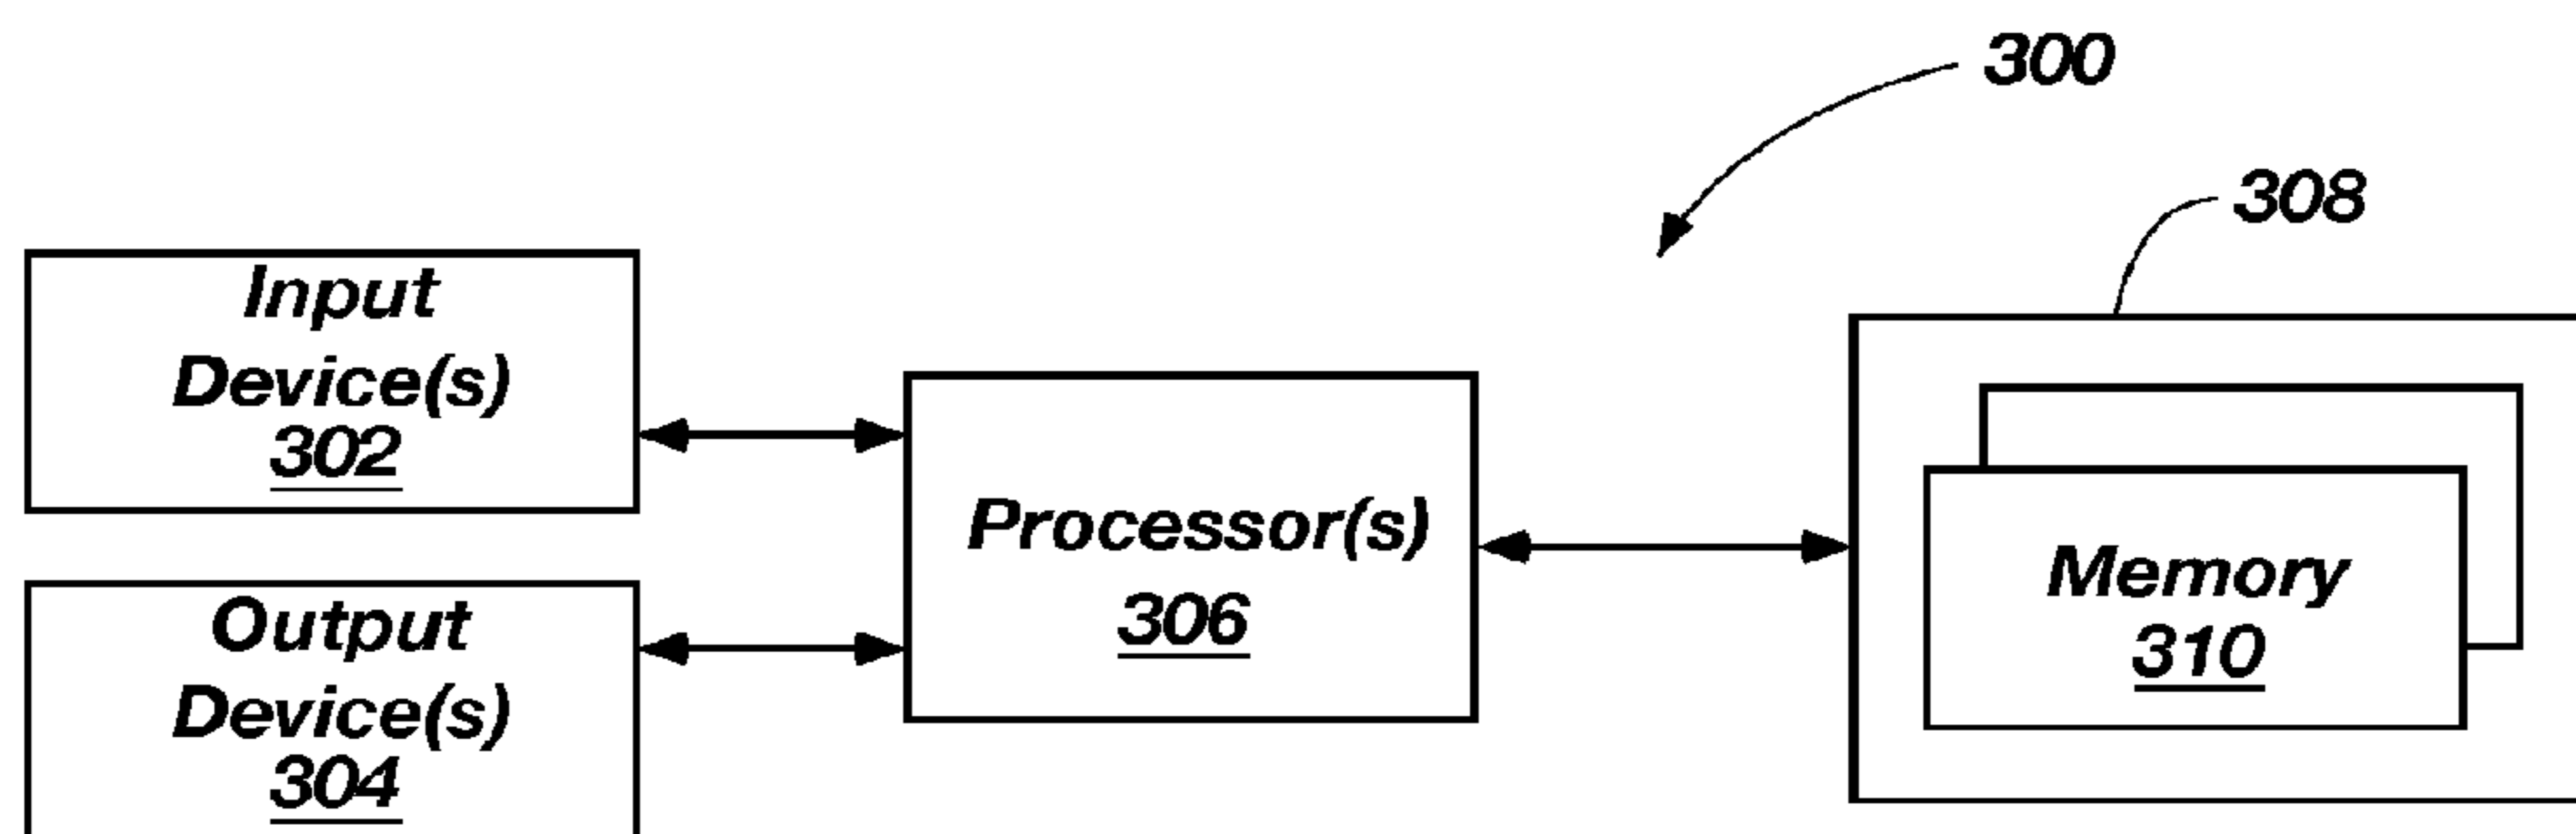 300
308
Input
Device(s)
302
Processor(s)
306
Memory
310
Output
Device(s)
304